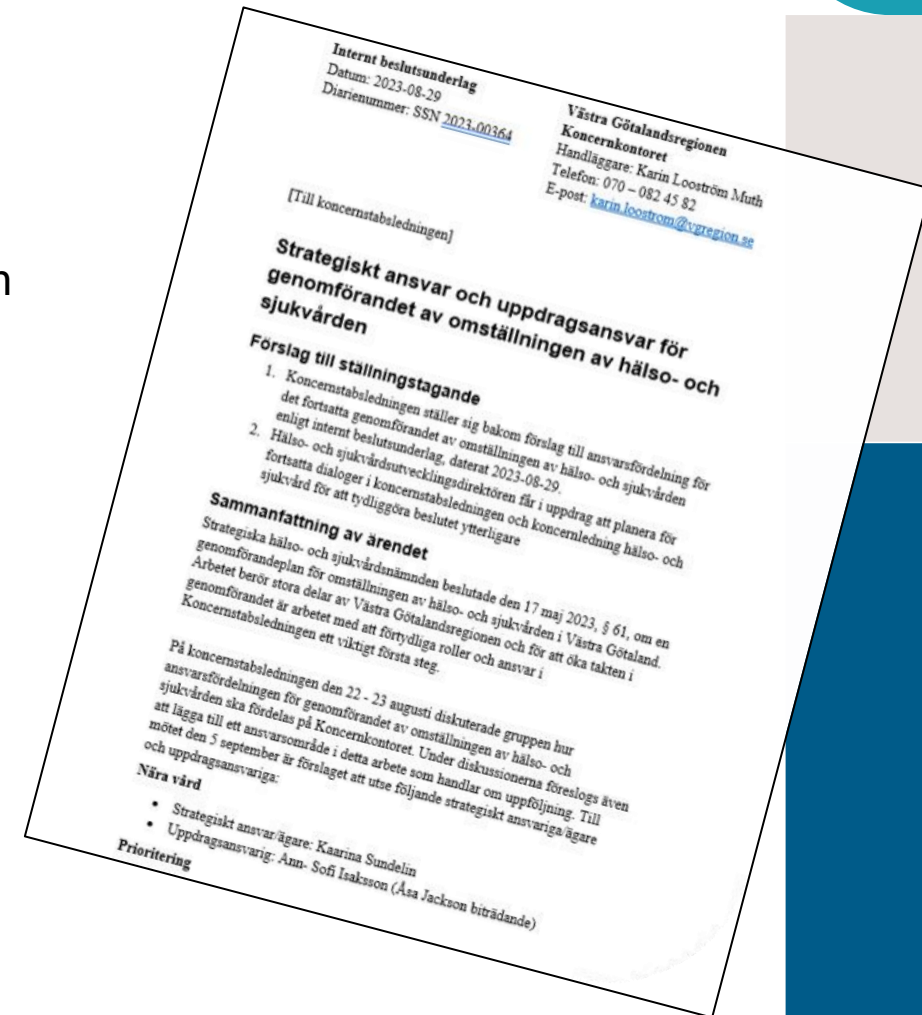 n
Internt beslutsunderlag
Datum: 2023-08-29
Diarienummer: SSN 2023-00364
Västra Götalandsregionen
Koncernkontoret
Handläggare: Karin Looström Muth
Telefon: 070 – 082 45 82
E-post: karin.loostrom@vgregion.se
[Till koncernstabsledningen]
Strategiskt ansvar och uppdragsansvar för
genomförandet av omställningen av hälso- och
sjukvården
Förslag till ställningstagande
1. Koncernstabsledningen ställer sig bakom förslag till ansvarsfördelning för
det fortsatta genomförandet av omställningen av hälso- och sjukvården
enligt internt beslutsunderlag, daterat 2023-08-29.
2. Hälso- och sjukvårdsutvecklingsdirektören får i uppdrag att planera för
fortsatta dialoger i koncernstabsledningen och koncernledning hälso- och
sjukvård för att tydliggöra beslutet ytterligare
Sammanfattning av ärendet
Strategiska hälso- och sjukvårdsnämnden beslutade den 17 maj 2023, § 61, om en
genomförandeplan för omställningen av hälso- och sjukvården i Västra Götaland.
Arbetet berör stora delar av Västra Götalandsregionen och för att öka takten i
genomförandet är arbetet med att förtydliga roller och ansvar i
Koncernstabsledningen ett viktigt första steg.
På koncernstabsledningen den 22 - 23 augusti diskuterade gruppen hur
ansvarsfördelningen för genomförandet av omställningen av hälso- och
sjukvården ska fördelas på Koncernkontoret. Under diskussionerna föreslogs även
att lägga till ett ansvarsområde i detta arbete som handlar om uppföljning. Till
mötet den 5 september är förslaget att utse följande strategiskt ansvariga/ägare
och uppdragsansvariga:
Nära vård
• Strategiskt ansvar/ägare: Kaarina Sundelin
• Uppdragsansvarig: Ann- Sofi Isaksson (Åsa Jackson biträdande)
Prioritering